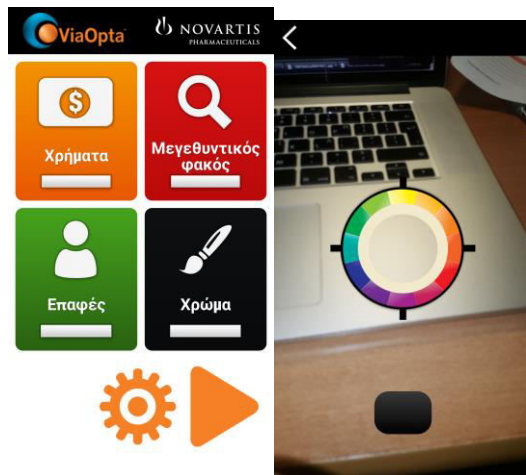 ViaOpta
NOVARTIS
PHARMACEUTICALS
Χρήματα
Μεγεθυντικός
φακός
Επαφές
Χρώμα